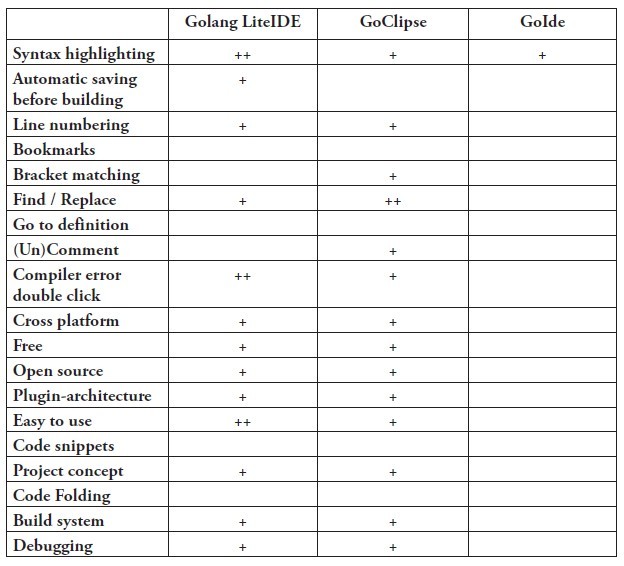 Golang LiteIDE GoClipse GoIde
Syntax highlighting ++ + +
Automatic saving +
before building
Line numbering + +
Bookmarks
Bracket matching +
Find / Replace + ++
Go to definition
(Un)Comment +
Compiler error ++ +
double click
Cross platform + +
Free + +
Open source + +
Plugin-architecture + +
Easy to use ++ +
Code snippets
Project concept + +
Code Folding
Build system + +
Debugging + +